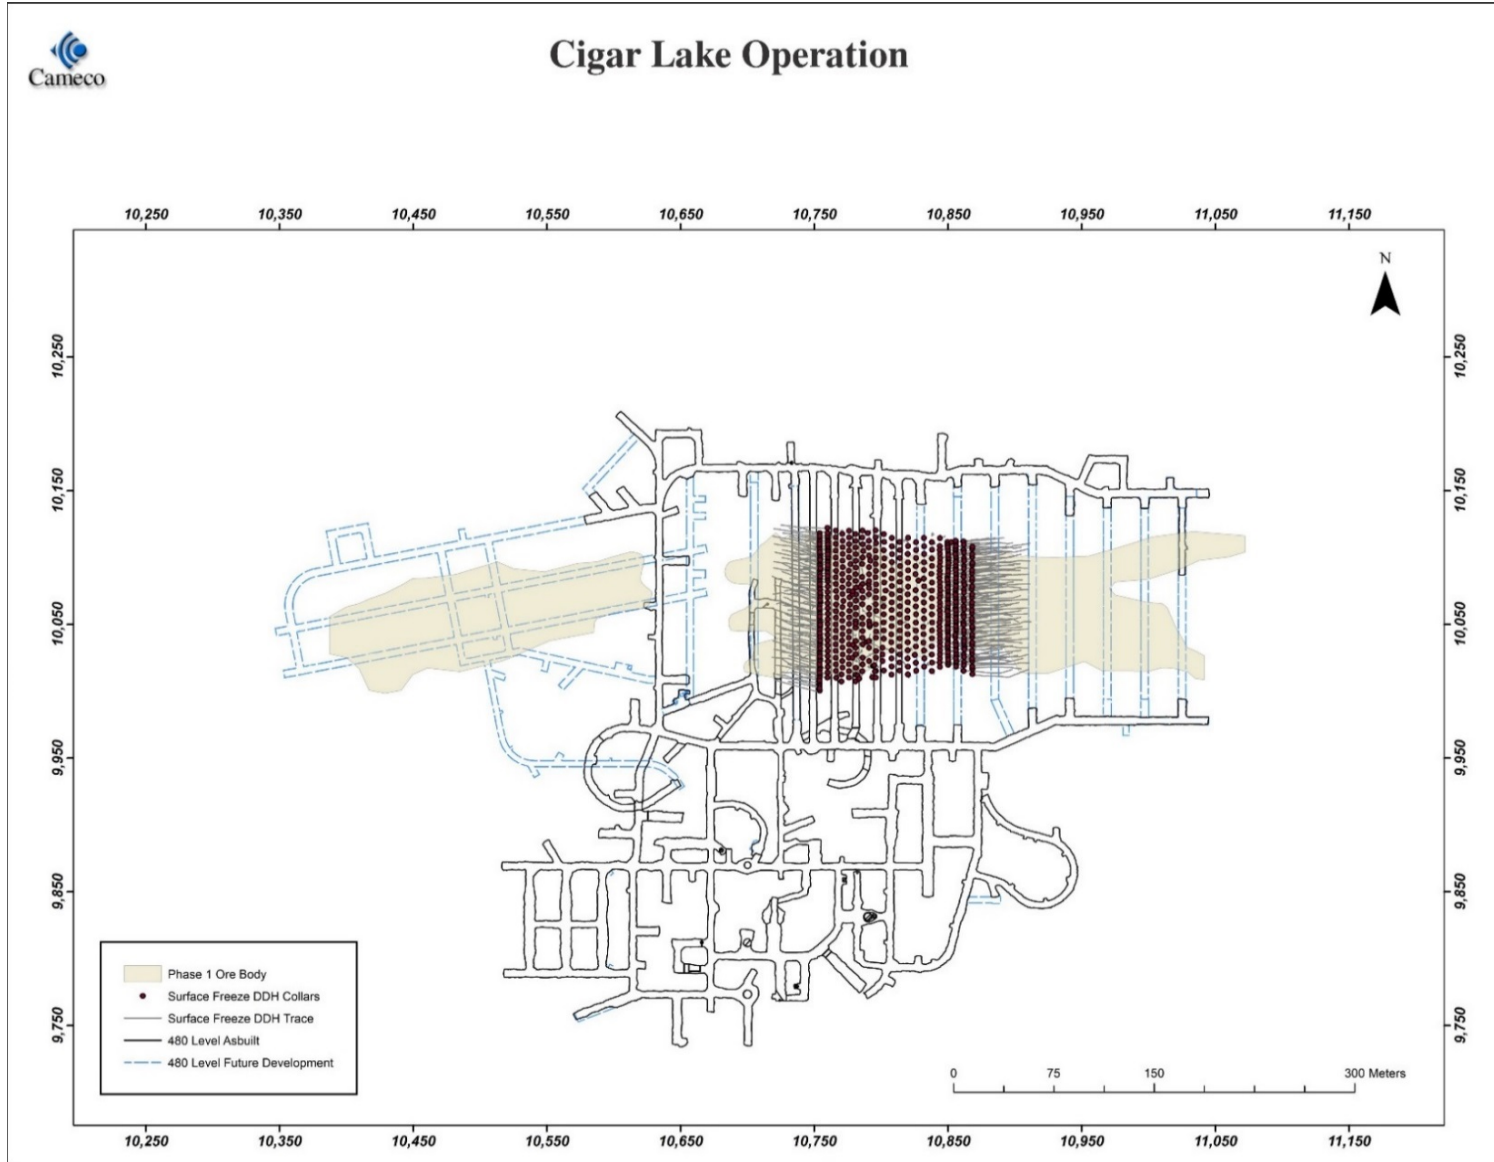 Cameco
Cigar Lake Operation
10,250 10,350 10,450 10,550 10,650 10,750 10,850 10,950 11,050 11,150
N
10,250 10,250
10,150 10,150
10,050 10,050
9,950 9,950
9,850 9,850
9,750 9,750
Phase 1 Ore Body
Surface Freeze DDH Collars
Surface Freeze DDH Trace
480 Level Asbuilt
480 Level Future Development
0 75 150 300 Meters
10,250 10,350 10,450 10,550 10,650 10,750 10,850 10,950 11,050 11,150